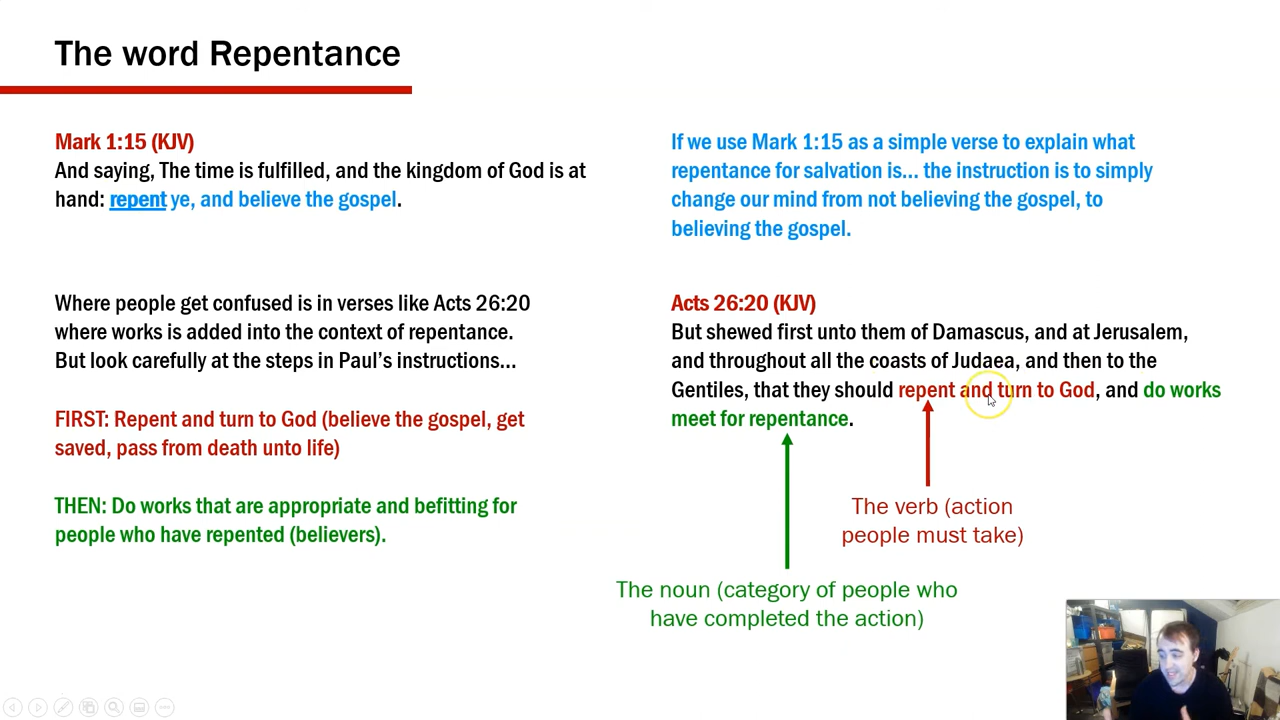 The word Repentance
Mark 1:15 (KJV)
And saying, The time is fulfilled, and the kingdom of God is at
hand: repent ye, and believe the gospel.
If we use Mark 1:15 as a simple verse to explain what
repentance for salvation is... the instruction is to simply
change our mind from not believing the gospel, to
believing the gospel.
Where people get confused is in verses like Acts 26:20
where works is added into the context of repentance.
But look carefully at the steps in Paul's instructions...
FIRST: Repent and turn to God (believe the gospel, get
saved, pass from death unto life)
THEN: Do works that are appropriate and befitting for
people who have repented (believers).
Acts 26:20 (KJV)
But shewed first unto them of Damascus, and at Jerusalem,
and throughout all the coasts of Judaea, and then to the
Gentiles, that they should repent and turn to God, and do works
meet for repentance.
The verb (action
people must take)
The noun (category of people who
have completed the action)